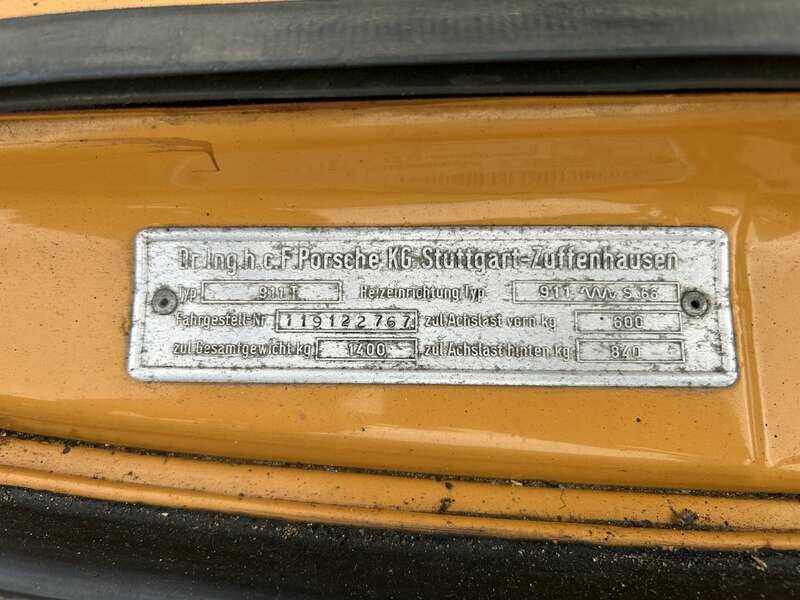 Dr.Ing.h.c.F.Porsche KG Stuttgart-Zuffenhausen
Typ 911 T Heizeinrichtung Typ 911 S 66
Fahrgestell-Nr 119122767 zul.Achslast vorn kg 600
zul.Gesamtgewicht kg 1400 zul.Achslast hinten kg 840